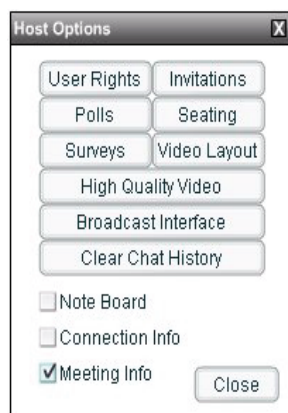 Host Options X
User Rights Invitations
Polls Seating
Surveys Video Layout
High Quality Video
Broadcast Interface
Clear Chat History
Note Board
Connection Info
Meeting Info
Close